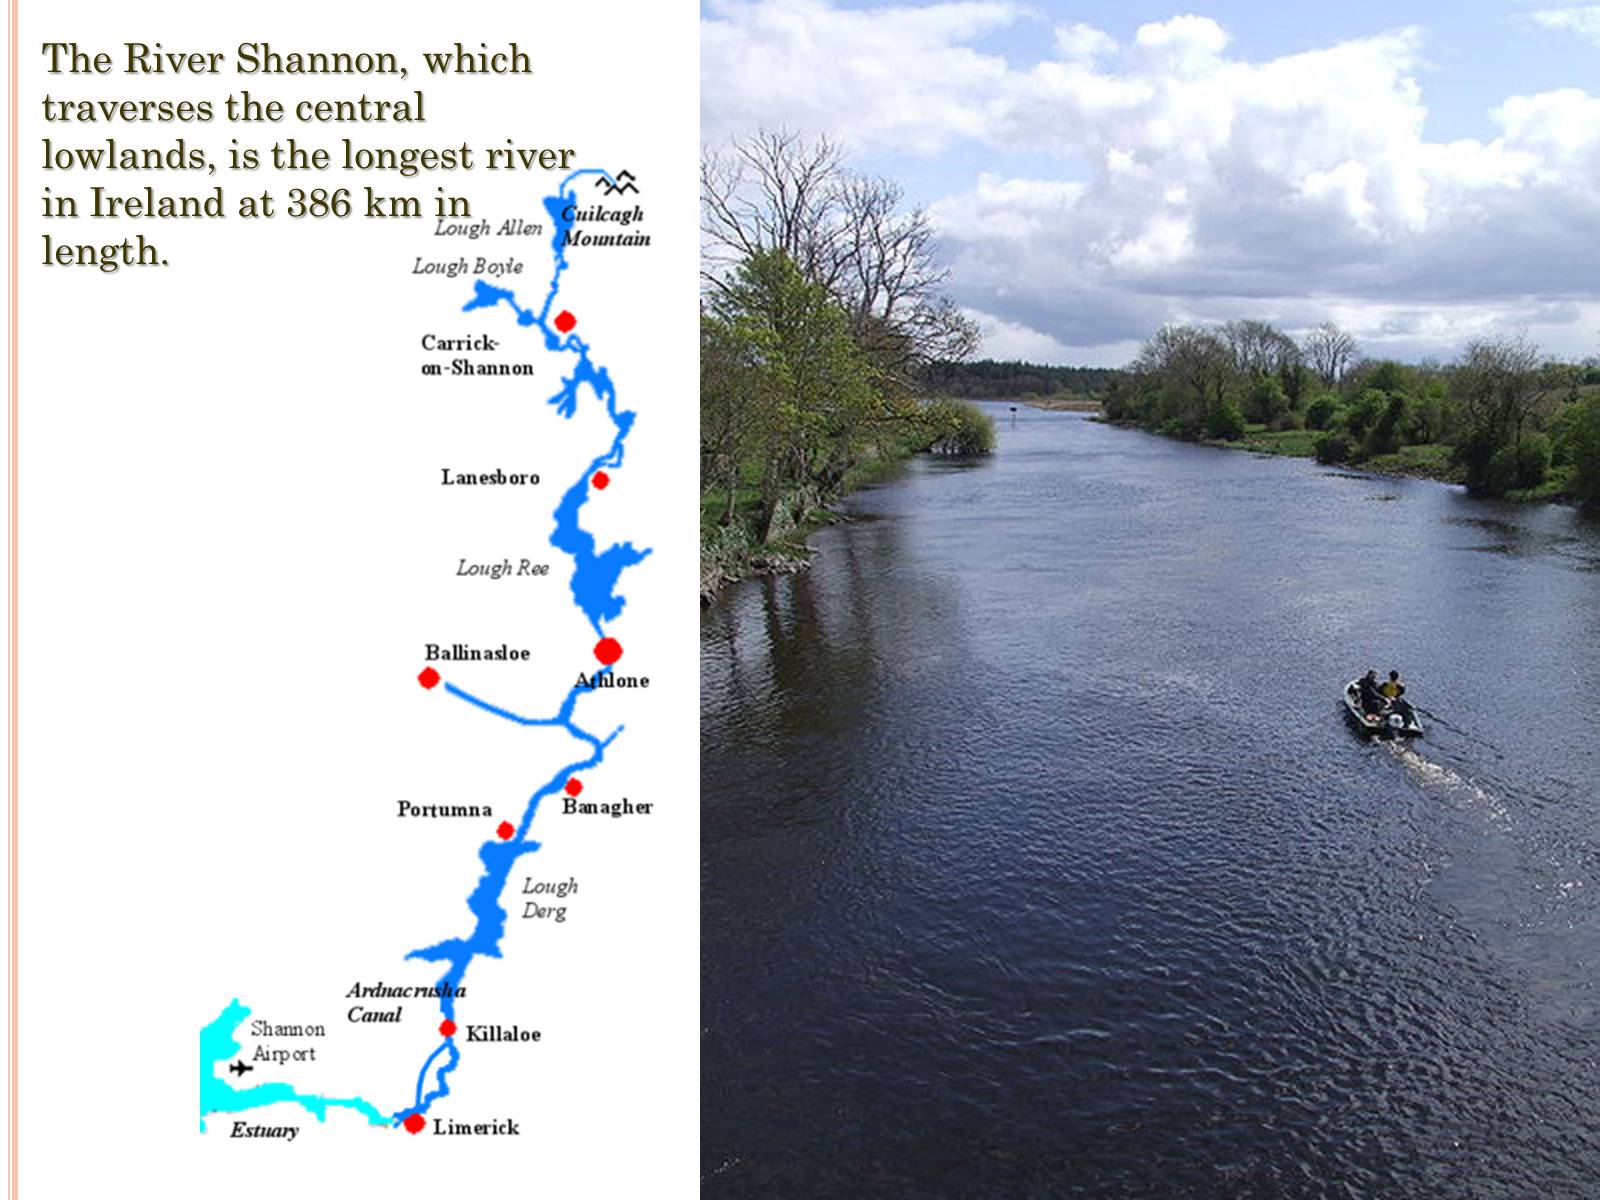 The River Shannon, which
traverses the central
lowlands, is the longest river
in Ireland at 386 km in
length.
Cuilcagh
Mountain
Lough Allen
Lough Boyle
Carrick-
on-Shannon
Lanesboro
Lough Ree
Ballinasloe
Athlone
Portumna
Banagher
Lough
Derg
Ardnacrusha
Canal
Shannon
Airport
Killaloe
Estuary
Limerick